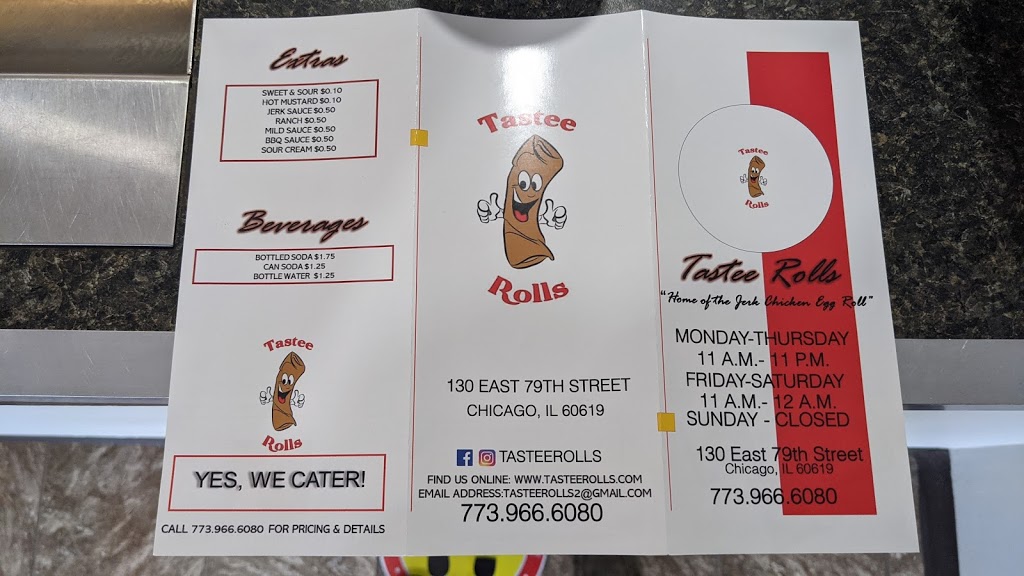 Extras
SWEET & SOUR $0.10
HOT MUSTARD $0.10
JERK SAUCE $0.50
RANCH $0.50
MILD SAUCE $0.50
BBQ SAUCE $0.50
SOUR CREAM $0.50
Beverages
BOTTLED SODA $1.75
CAN SODA $1.25
BOTTLE WATER $1.25
Tastee
Rolls
YES, WE CATER!
CALL 773.966.6080 FOR PRICING & DETAILS
Tastee
Rolls
130 EAST 79TH STREET
CHICAGO, IL 60619
TASTEEROLLS
FIND US ONLINE: WWW.TASTEEROLLS.COM
EMAIL ADDRESS:TASTEEROLLS2@GMAIL.COM
773.966.6080
Tastee
Rolls
Tastee Rolls
"Home of the Jerk Chicken Egg Roll"
MONDAY-THURSDAY
11 A.M.- 11 P.M.
FRIDAY-SATURDAY
11 A.M.- 12 A.M.
SUNDAY - CLOSED
130 East 79th Street
Chicago, IL 60619
773.966.6080